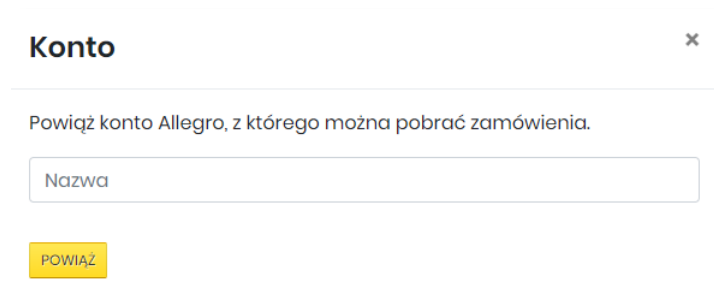 Konto
×
Powiąż konto Allegro, z którego można pobrać zamówienia.
Nazwa
POWIĄŻ